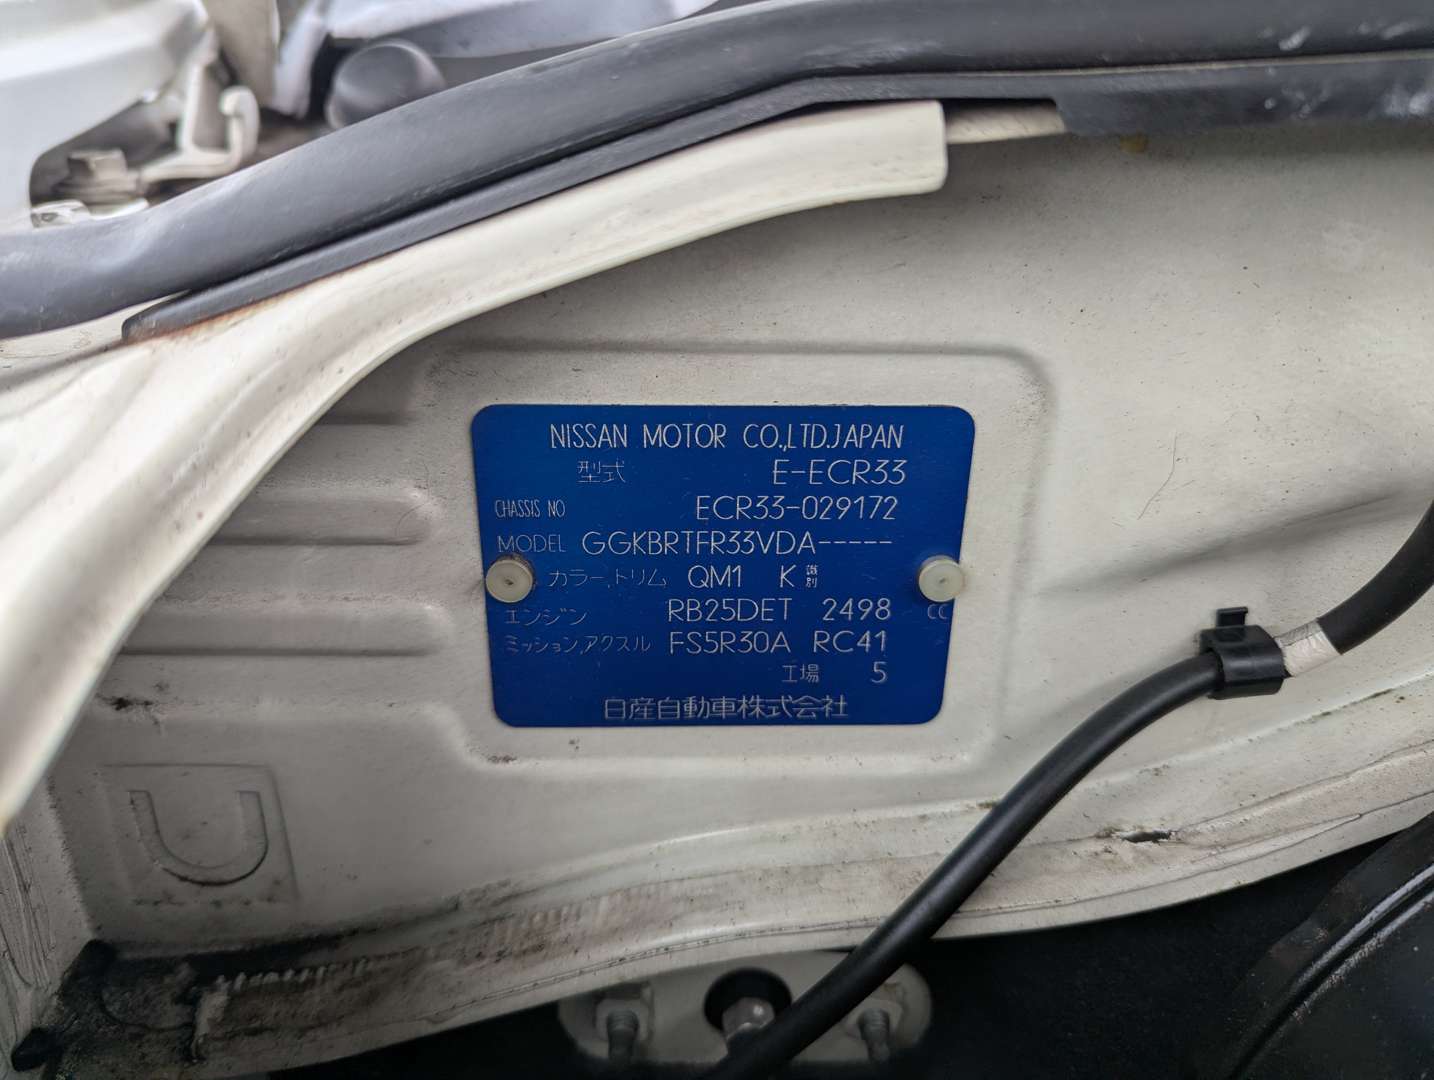 NISSAN MOTOR CO.,LTD.JAPAN
型式 E-ECR33
CHASSIS NO ECR33-029172
MODEL GGKBRTFR33VDA-----
カラー,トリム QM1 K 識別
エンジン RB25DET 2498 CC
ミッション,アクスル FS5R30A RC41
工場 5
日産自動車株式会社